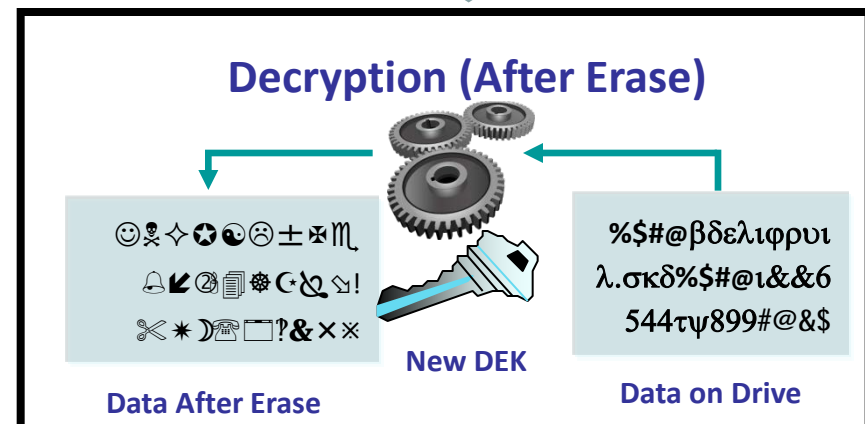 Decryption (After Erase)
☺☠✧✪☯☹±✠♏
%$#@βδελιφρυι
λ.σκδ%$#@ι&&6
!
544τψ899#@&$
?&×※
New DEK
Data After Erase
Data on Drive